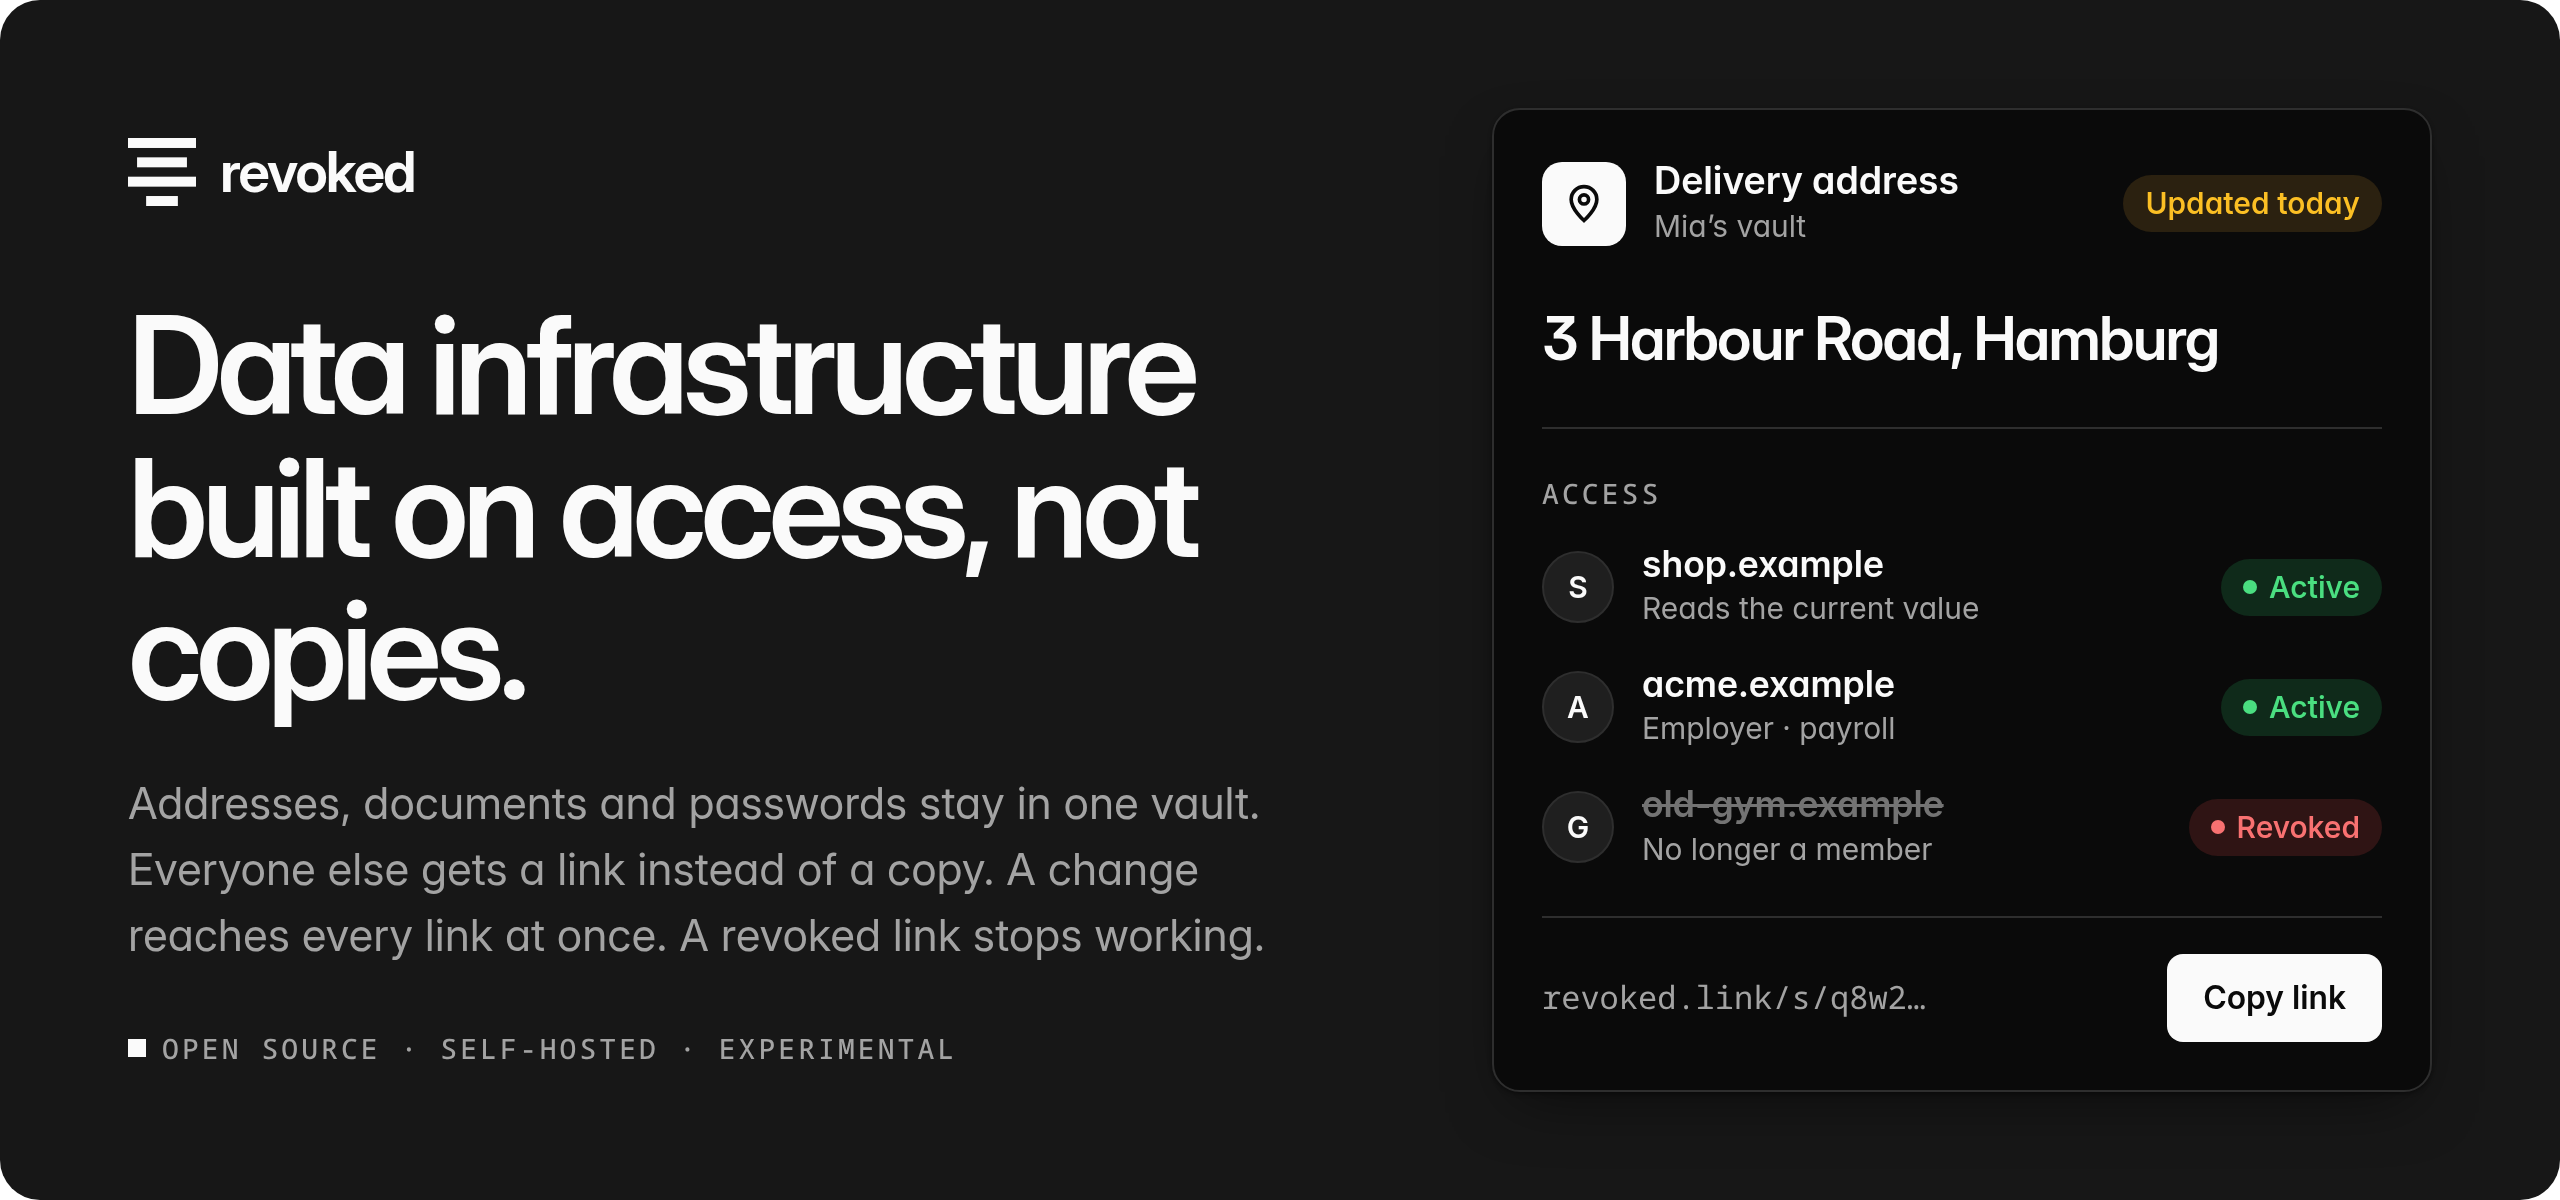 revoked
Data infrastructure
built on access, not
copies.
Addresses, documents and passwords stay in one vault.
Everyone else gets a link instead of a copy. A change
reaches every link at once. A revoked link stops working.
OPEN SOURCE · SELF-HOSTED · EXPERIMENTAL
Delivery address
Mia’s vault
Updated today
3 Harbour Road, Hamburg
ACCESS
S
shop.example
Reads the current value
Active
A
acme.example
Employer · payroll
Active
G
old-gym.example
No longer a member
Revoked
revoked.link/s/q8w2…
Copy link